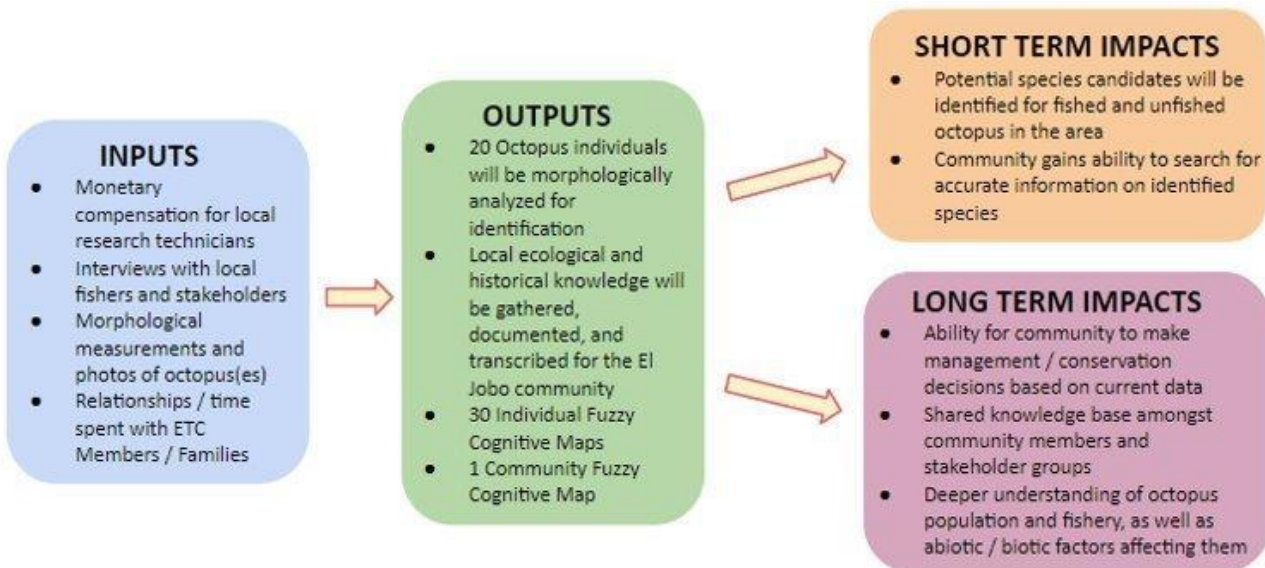 INPUTS
● Monetary
compensation for local
research technicians
● Interviews with local
fishers and stakeholders
● Morphological
measurements and
photos of octopus(es)
● Relationships / time
spent with ETC
Members / Families
OUTPUTS
● 20 Octopus individuals
will be morphologically
analyzed for
identification
● Local ecological and
historical knowledge will
be gathered,
documented, and
transcribed for the El
Jobo community
● 30 Individual Fuzzy
Cognitive Maps
● 1 Community Fuzzy
Cognitive Map
SHORT TERM IMPACTS
● Potential species candidates will be
identified for fished and unfished
octopus in the area
● Community gains ability to search for
accurate information on identified
species
LONG TERM IMPACTS
● Ability for community to make
management / conservation
decisions based on current data
● Shared knowledge base amongst
community members and
stakeholder groups
● Deeper understanding of octopus
population and fishery, as well as
abiotic / biotic factors affecting them